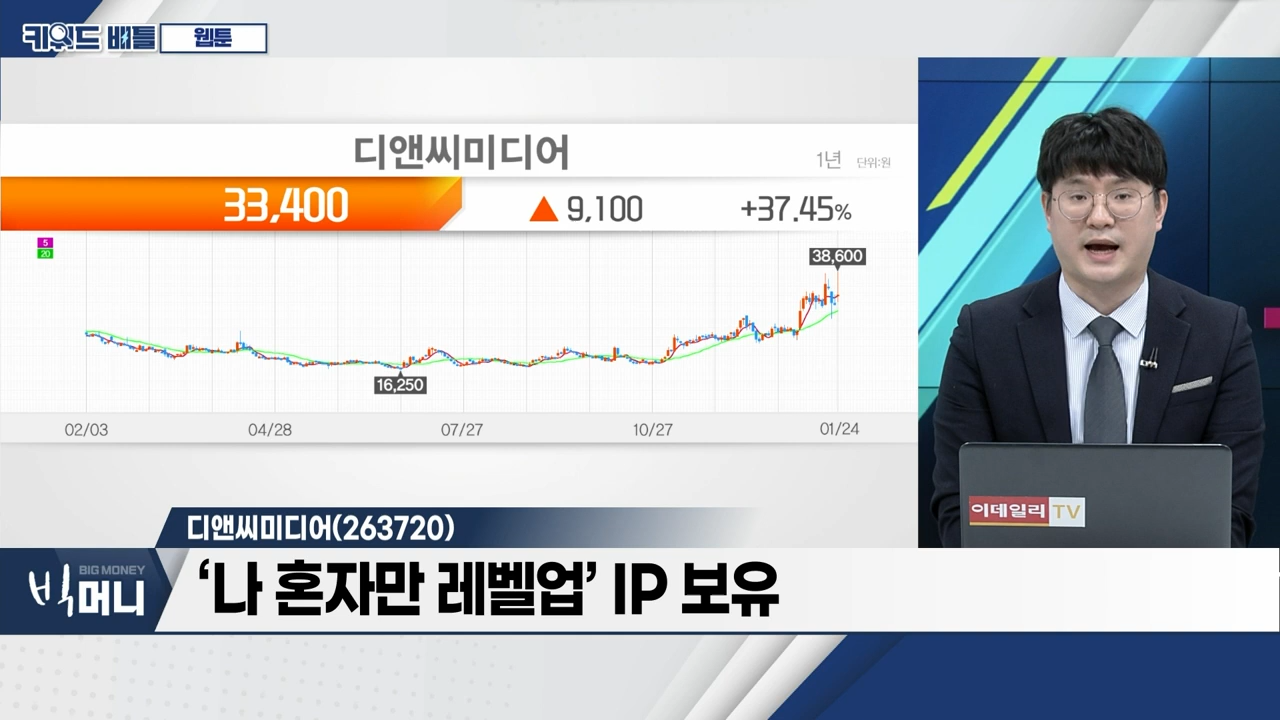 키워드 배틀 웹툰
디앤씨미디어
1년 단위:원
33,400 ▲ 9,100 +37.45%
5
20
38,600
16,250
02/03 04/28 07/27 10/27 01/24
이데일리 TV
디앤씨미디어(263720)
BIG MONEY
빅머니
‘나 혼자만 레벨업’ IP 보유